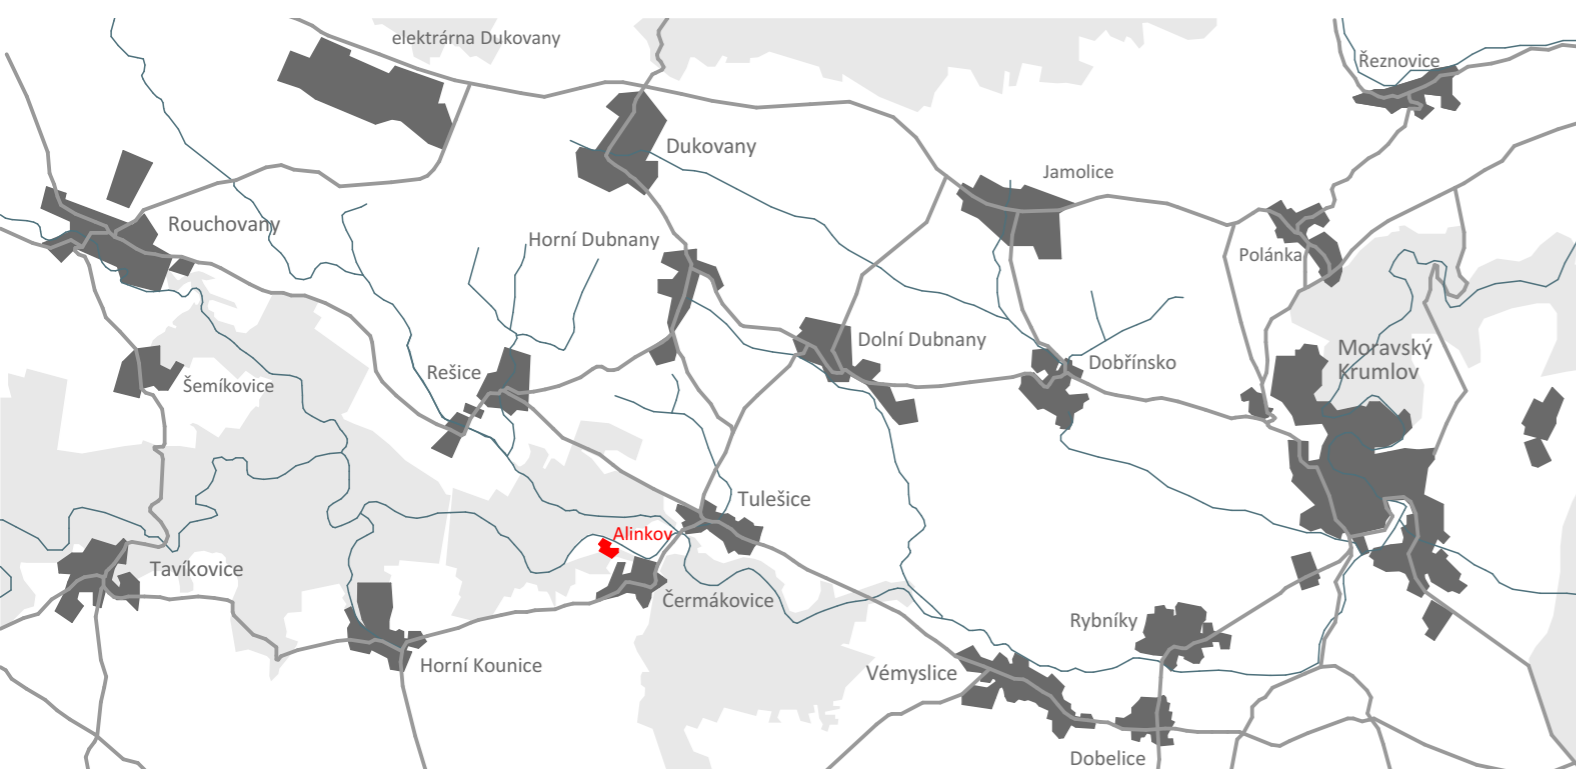 elektrárna Dukovany
Řeznovice
Dukovany
Jamolice
Rouchovany
Horní Dubnany
Polánka
Dolní Dubnany
Moravský
Krumlov
Dobřínsko
Rešice
Šemíkovice
Tulešice
Alinkov
Tavíkovice
Čermákovice
Rybníky
Horní Kounice
Vémyslice
Dobelice